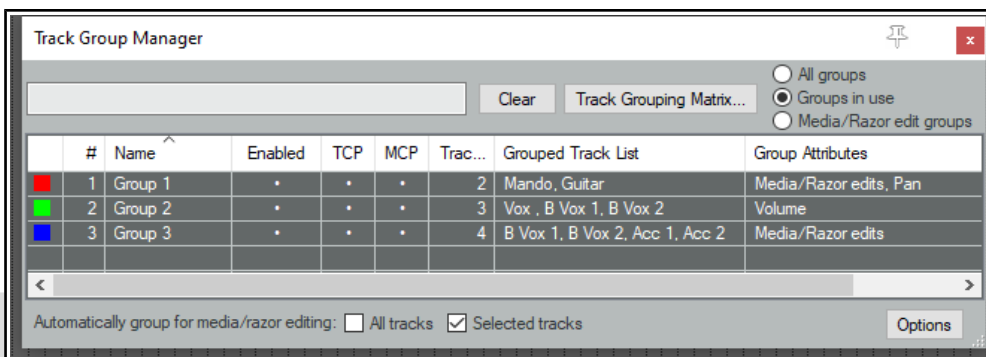 Track Group Manager
x
Clear Track Grouping Matrix...
All groups
Groups in use
Media/Razor edit groups
# Name Enabled TCP MCP Trac... Grouped Track List Group Attributes
1 Group 1 • • • 2 Mando, Guitar Media/Razor edits, Pan
2 Group 2 • • • 3 Vox , B Vox 1, B Vox 2 Volume
3 Group 3 • • • 4 B Vox 1, B Vox 2, Acc 1, Acc 2 Media/Razor edits
Automatically group for media/razor editing: All tracks Selected tracks Options